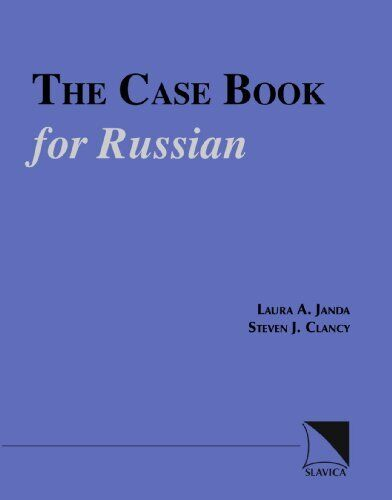 THE CASE BOOK
for Russian
LAURA A. JANDA
STEVEN J. CLANCY
SLAVICA